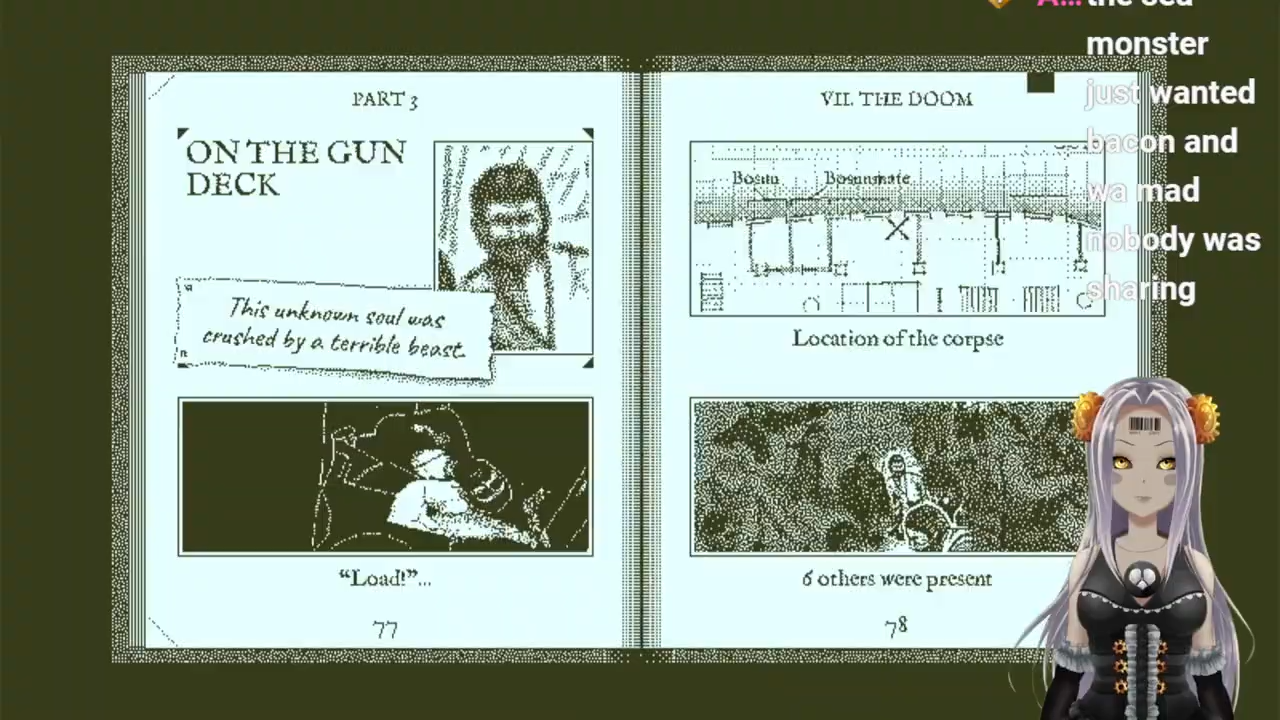 A... the sea
monster
just wanted
bacon and
wa mad
nobody was
sharing
PART 3
ON THE GUN
DECK
This unknown soul was
crushed by a terrible beast.
"Load!"...
77
VII. THE DOOM
Bosun
Bosunmate
Location of the corpse
6 others were present
78